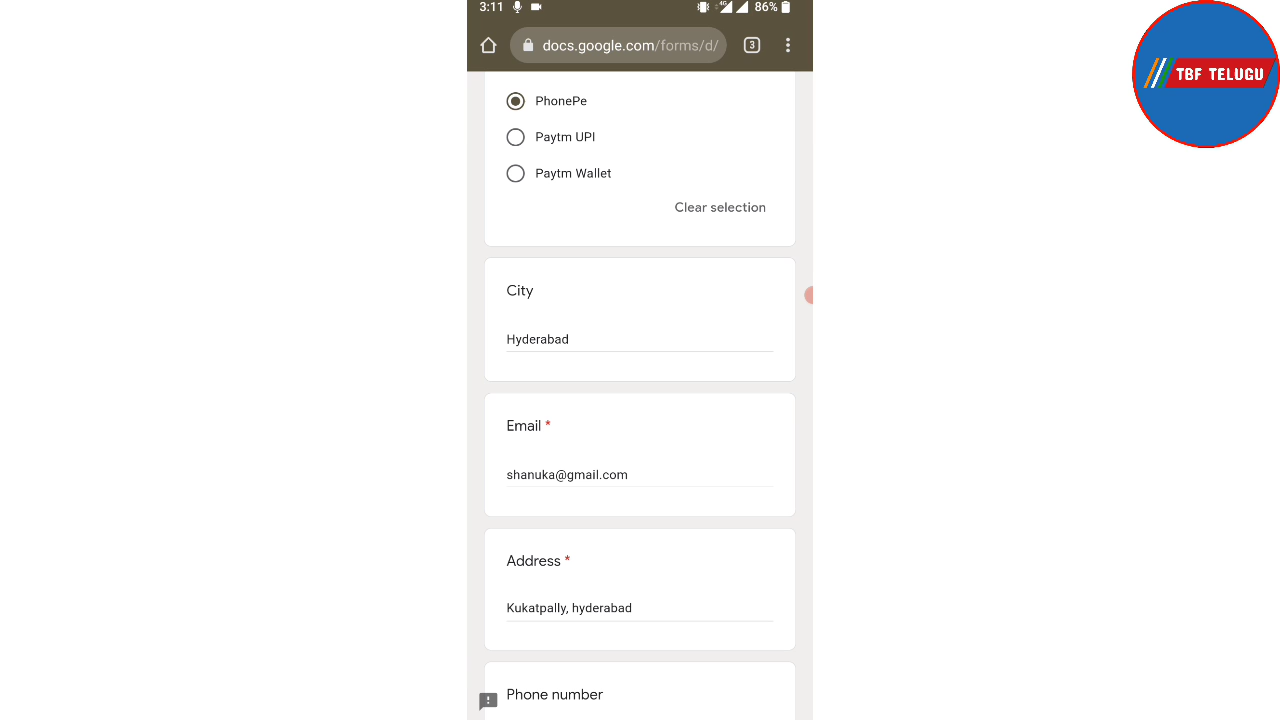 3:11
4G
86%
docs.google.com/forms/d/
3
TBF TELUGU
PhonePe
Paytm UPI
Paytm Wallet
Clear selection
City
Hyderabad
Email *
shanuka@gmail.com
Address *
Kukatpally, hyderabad
Phone number